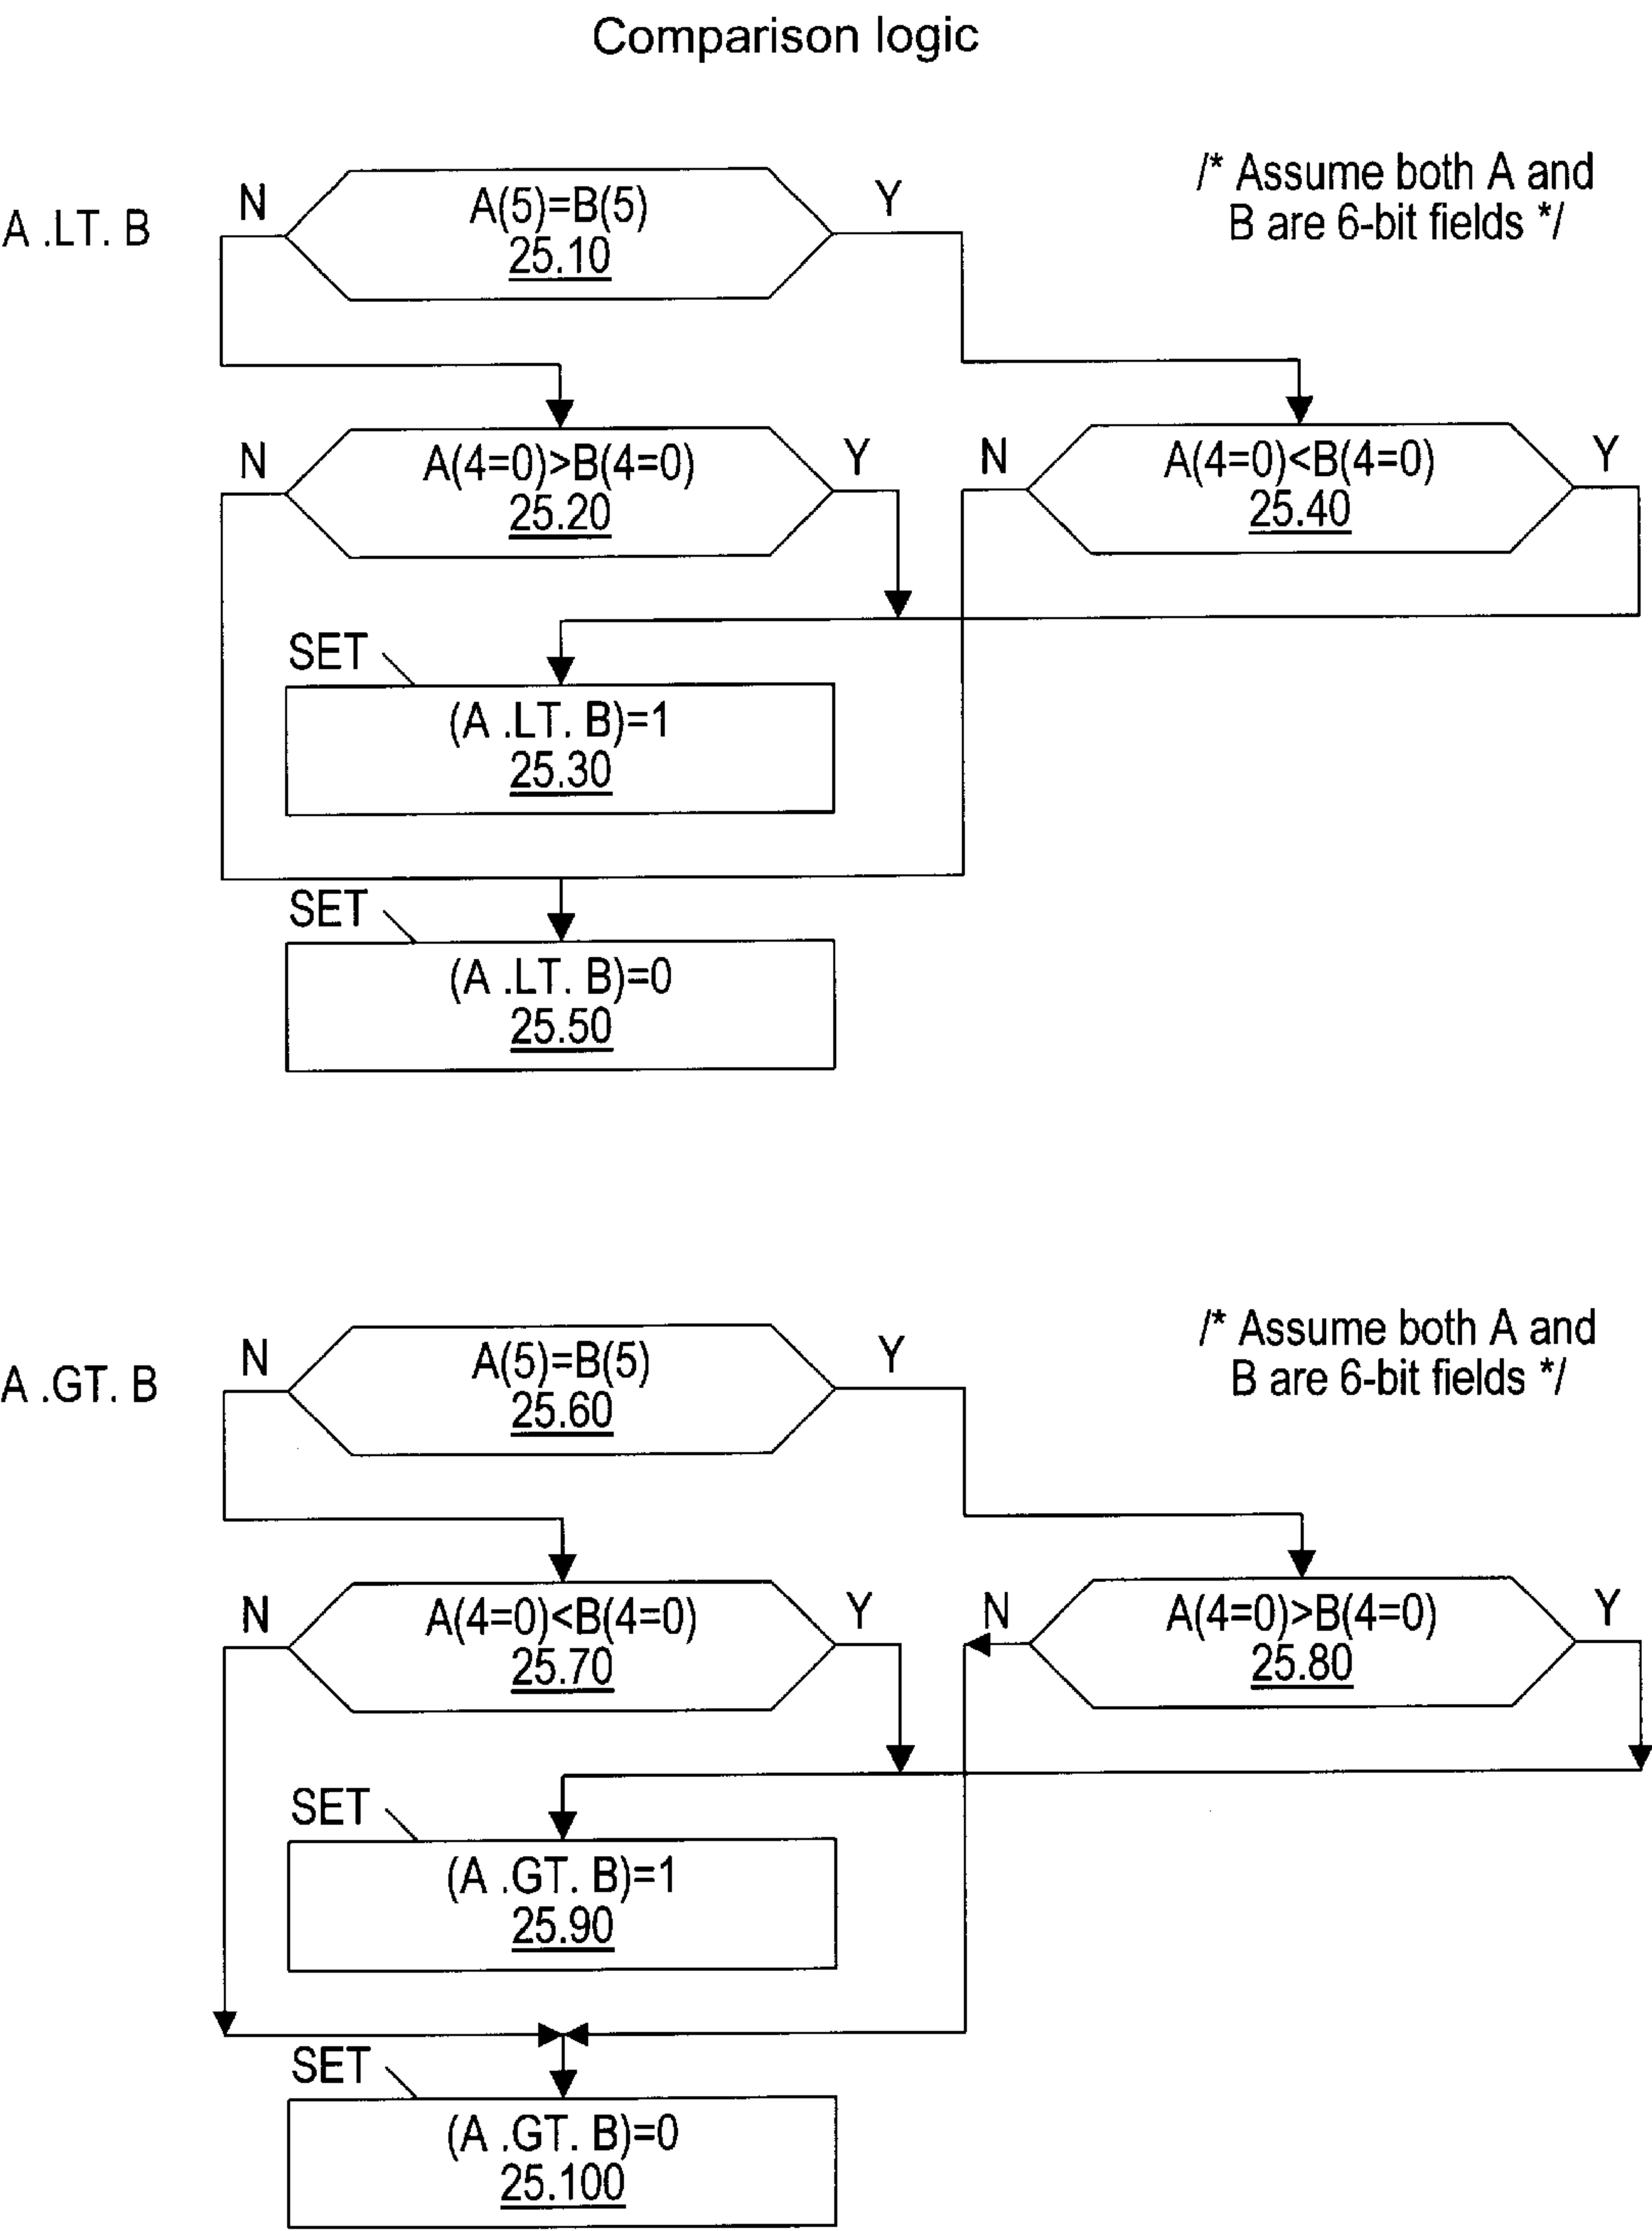 Comparison logic
A .LT. B
N
A(5)=B(5)
25.10
Y
/* Assume both A and
B are 6-bit fields */
N
A(4=0)>B(4=0)
25.20
Y
N
A(4=0)<B(4=0)
25.40
Y
SET
(A .LT. B)=1
25.30
SET
(A .LT. B)=0
25.50
A .GT. B
N
A(5)=B(5)
25.60
Y
/* Assume both A and
B are 6-bit fields */
N
A(4=0)<B(4=0)
25.70
Y
N
A(4=0)>B(4=0)
25.80
Y
SET
(A .GT. B)=1
25.90
SET
(A .GT. B)=0
25.100